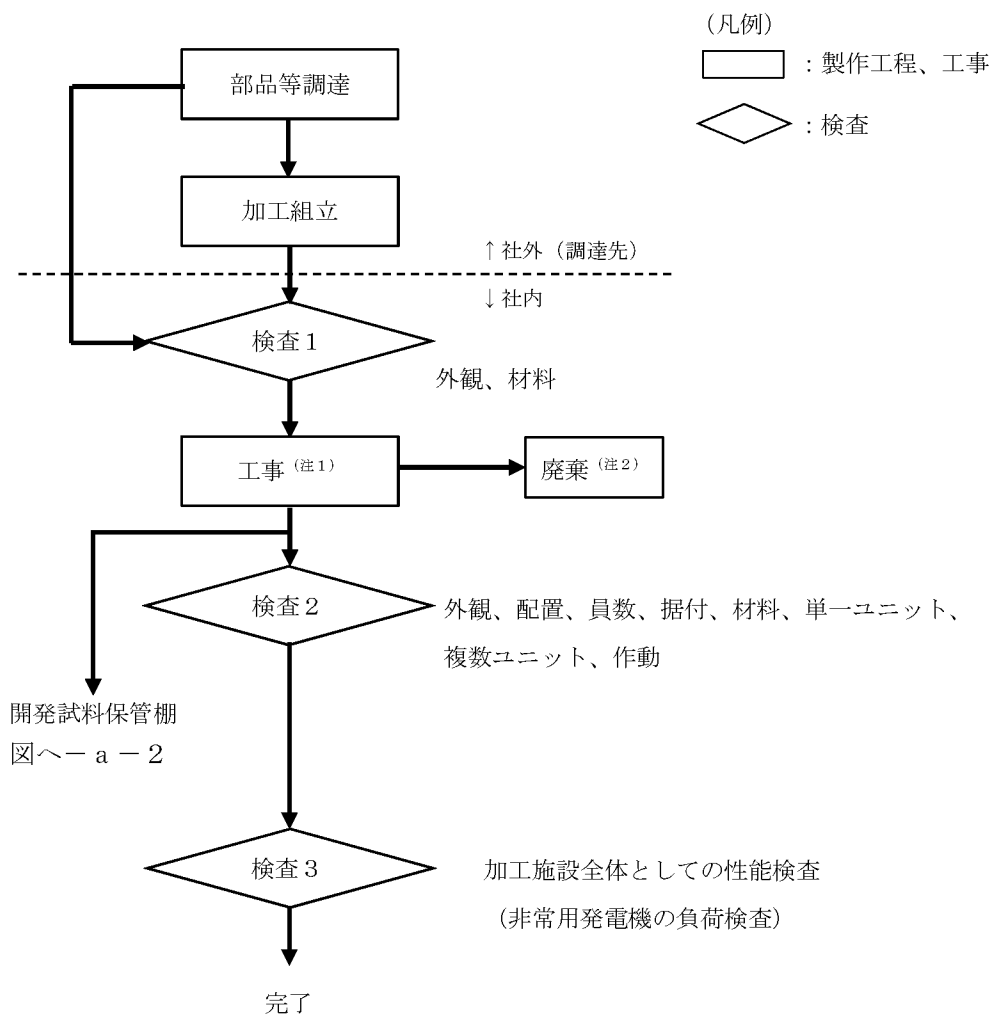 (凡例)
：製作工程、工事
：検査
部品等調達
加工組立
↑社外（調達先）
↓社内
検査１
外観、材料
工事（注１）
廃棄（注２）
検査２
外観、配置、員数、据付、材料、単一ユニット、
複数ユニット、作動
開発試料保管棚
図へ－ａ－２
検査３
加工施設全体としての性能検査
（非常用発電機の負荷検査）
完了